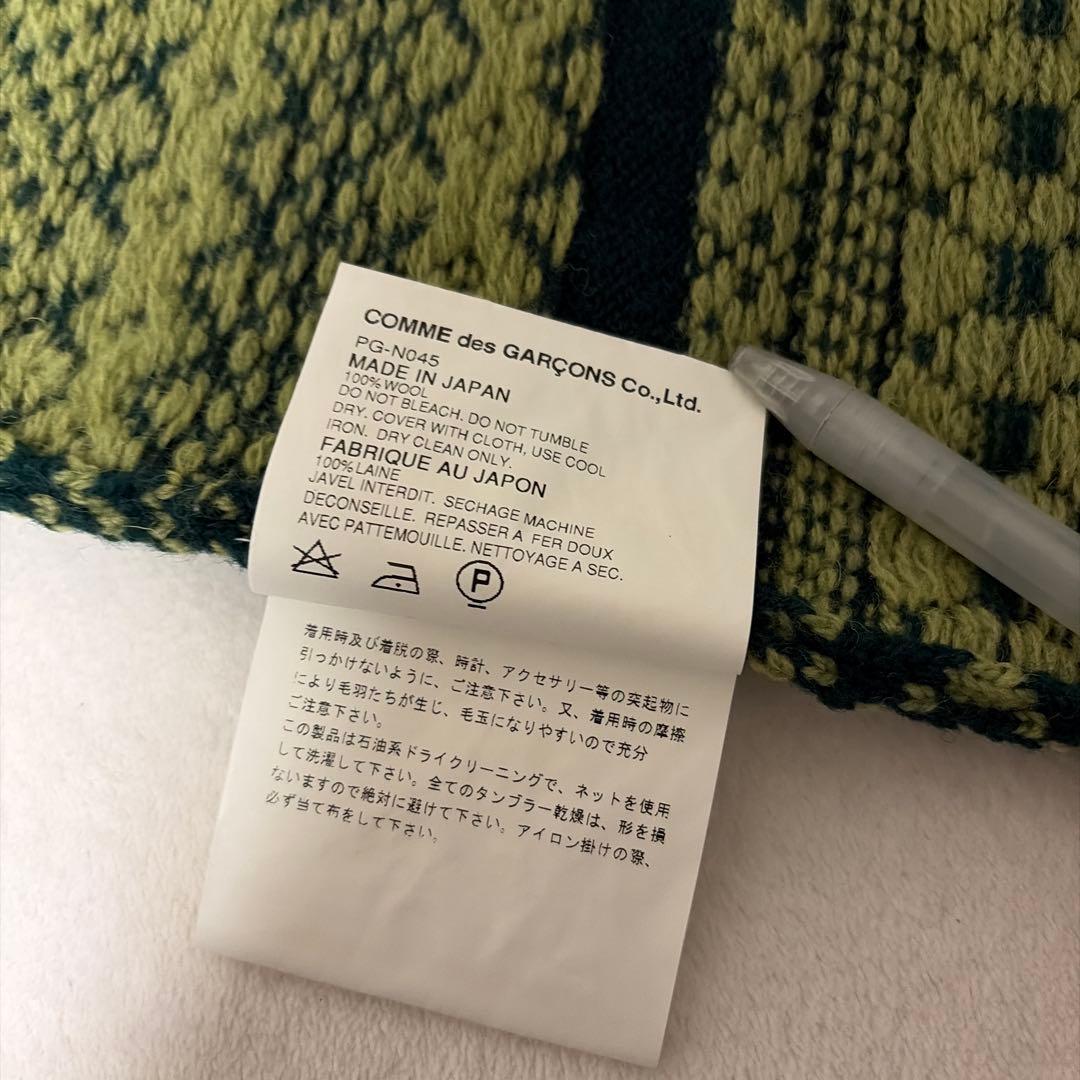 COMME des GARÇONS Co.,Ltd.
PG-N045
MADE IN JAPAN
100% WOOL
DO NOT BLEACH. DO NOT TUMBLE
DRY. COVER WITH CLOTH, USE COOL
IRON. DRY CLEAN ONLY.
FABRIQUE AU JAPON
100% LAINE
JAVEL INTERDIT. SECHAGE MACHINE
DECONSEILLE. REPASSER A FER DOUX
AVEC PATTEMOUILLE. NETTOYAGE A SEC.
P
着用時及び着脱の際、時計、アクセサリー等の突起物に
引っかけないように、ご注意下さい。又、着用時の摩擦
により毛羽たちが生じ、毛玉になりやすいので充分
ご注意下さい。
この製品は石油系ドライクリーニングで、ネットを使用
して洗濯して下さい。全てのタンブラー乾燥は、形を損
ないますので絶対に避けて下さい。アイロン掛けの際、
必ず当て布をして下さい。